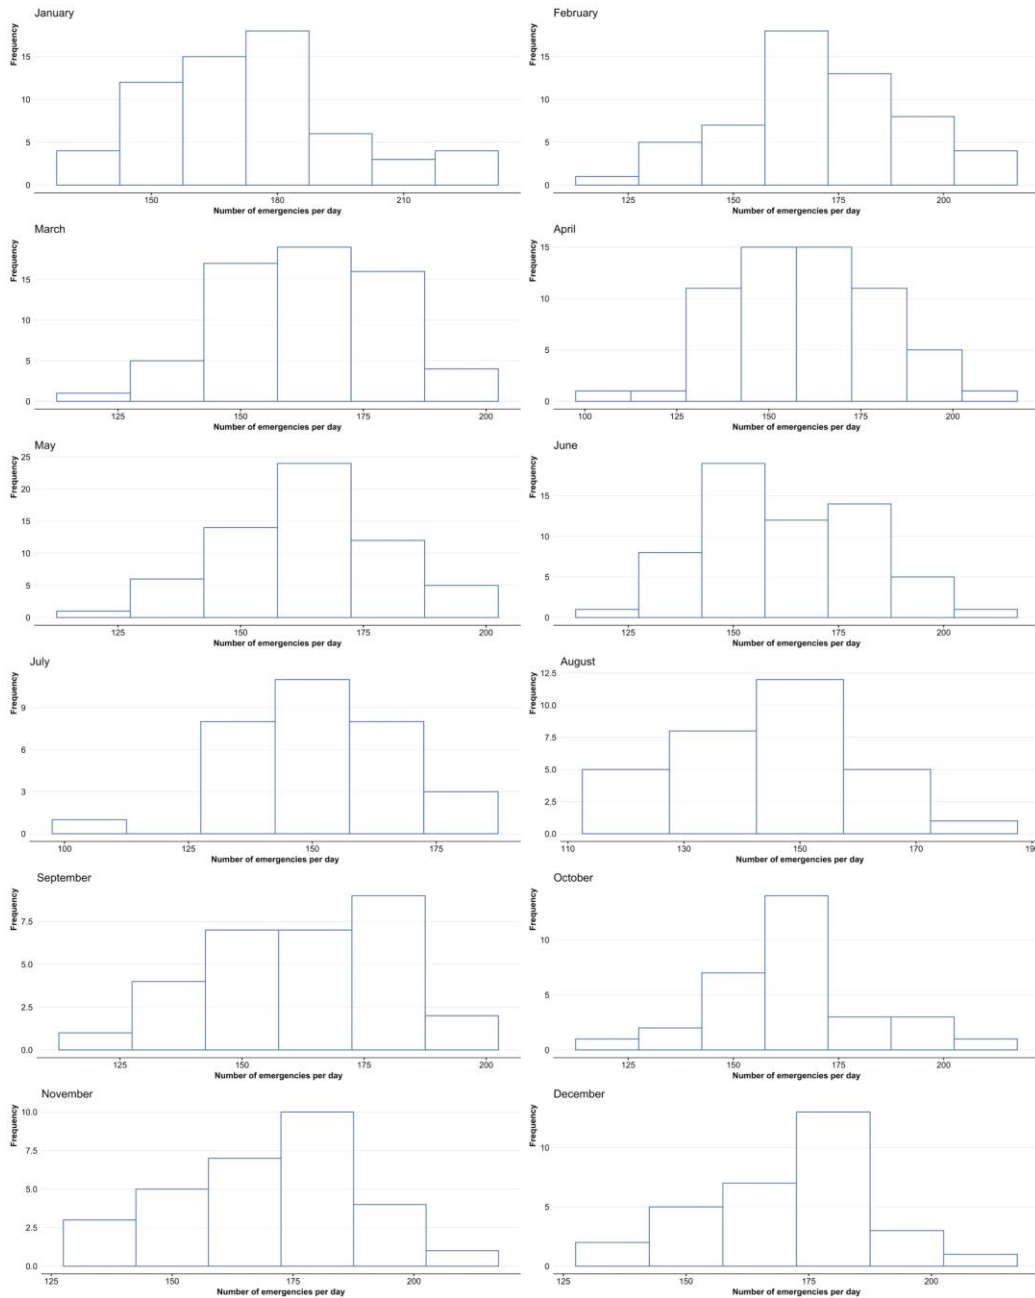 January
Frequency
15
10
5
0
150 180 210
Number of emergencies per day
February
Frequency
15
10
5
0
125 150 175 200
Number of emergencies per day
March
Frequency
15
10
5
0
125 150 175 200
Number of emergencies per day
April
Frequency
15
10
5
0
100 125 150 175 200
Number of emergencies per day
May
Frequency
25
20
15
10
5
0
125 150 175 200
Number of emergencies per day
June
Frequency
15
10
5
0
125 150 175 200
Number of emergencies per day
July
Frequency
9
6
3
0
100 125 150 175
Number of emergencies per day
August
Frequency
12.5
10.0
7.5
5.0
2.5
0.0
110 130 150 170 190
Number of emergencies per day
September
Frequency
7.5
5.0
2.5
0.0
125 150 175 200
Number of emergencies per day
October
Frequency
10
5
0
125 150 175 200
Number of emergencies per day
November
Frequency
10.0
7.5
5.0
2.5
0.0
125 150 175 200
Number of emergencies per day
December
Frequency
10
5
0
125 150 175 200
Number of emergencies per day